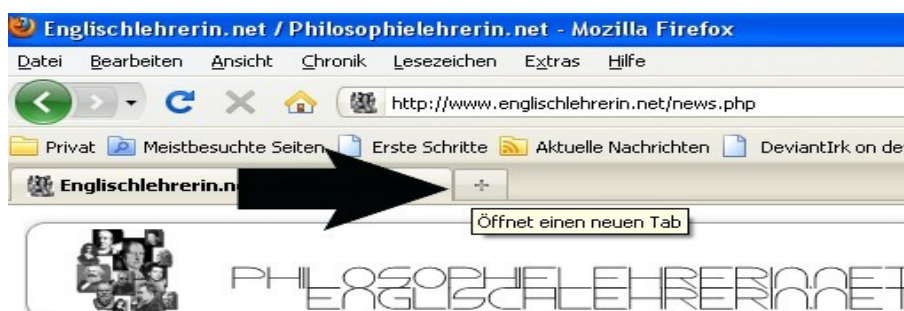 Englischlehrerin.net / Philosophielehrerin.net - Mozilla Firefox
Datei Bearbeiten Ansicht Chronik Lesezeichen Extras Hilfe
http://www.englischlehrerin.net/news.php
Privat Meistbesuchte Seiten Erste Schritte Aktuelle Nachrichten DeviantIrk on de
Englischlehrerin.n
Öffnet einen neuen Tab
PHILOSOPHIELEHRERIN.NET
ENGLISCHLEHRERIN.NET